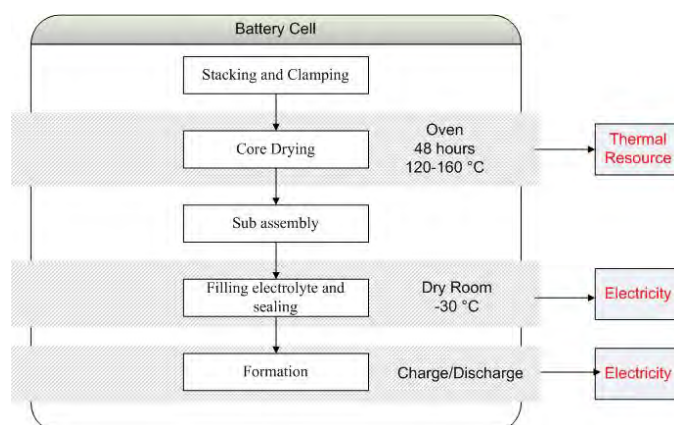 Battery Cell
Stacking and Clamping
Core Drying
Oven
48 hours
120-160 °C
Thermal
Resource
Sub assembly
Filling electrolyte and
sealing
Dry Room
-30 °C
Electricity
Formation
Charge/Discharge
Electricity